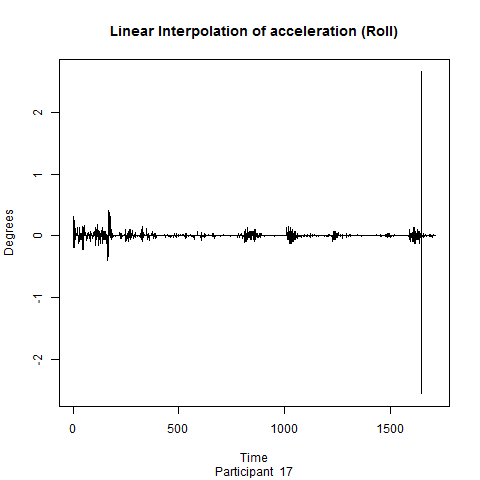 Linear Interpolation of acceleration (Roll)
Degrees
2
1
0
-1
-2
0 500 1000 1500
Time
Participant 17